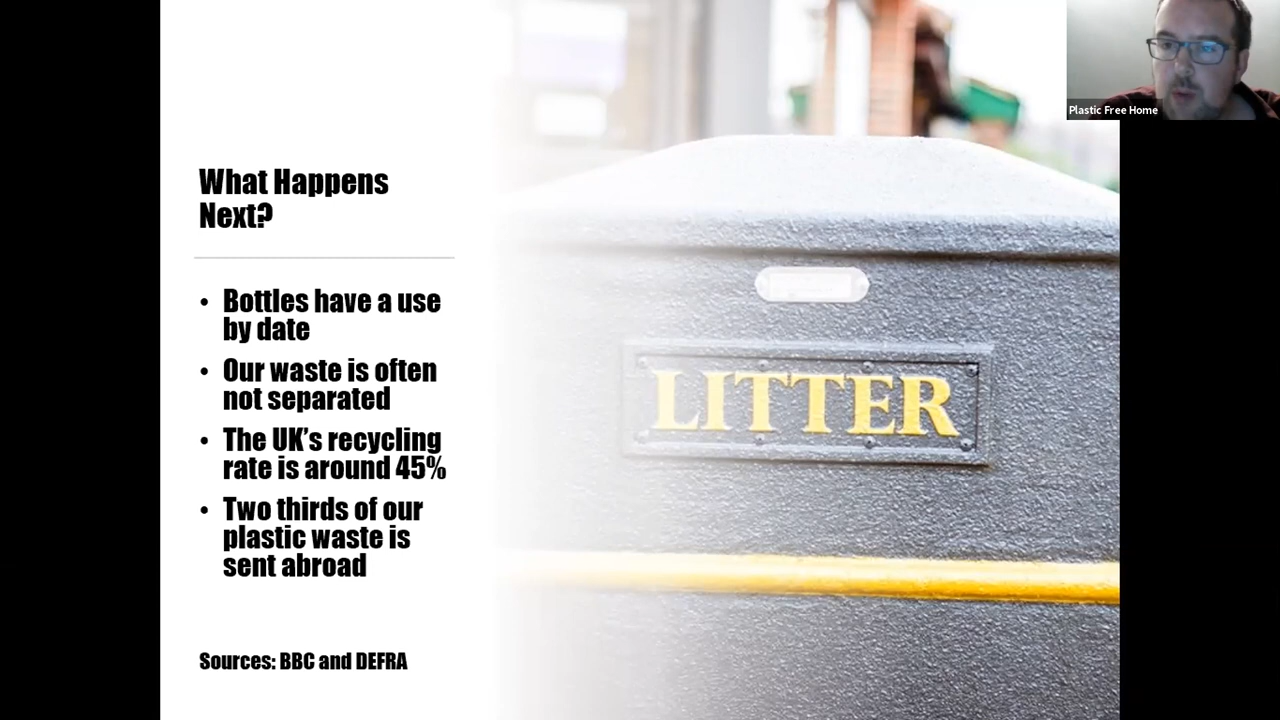 Plastic Free Home
What Happens
Next?
• Bottles have a use
by date
• Our waste is often
not separated
• The UK's recycling
rate is around 45%
• Two thirds of our
plastic waste is
sent abroad
Sources: BBC and DEFRA
LITTER